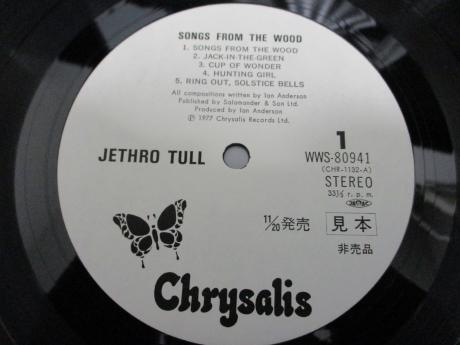 SONGS FROM THE WOOD
1. SONGS FROM THE WOOD
2. JACK-IN-THE-GREEN
3. CUP OF WONDER
4. HUNTING GIRL
5. RING OUT, SOLSTICE BELLS
All compositions written by Ian Anderson
Published by Salamander & Son Ltd.
Produced by Ian Anderson
℗ 1977 Chrysalis Records Ltd.
JETHRO TULL
1
WWS-80941
(CHR-1132-A)
STEREO
33⅓ r. p. m.
JASRAC
11/20発売
見本
非売品
Chrysalis